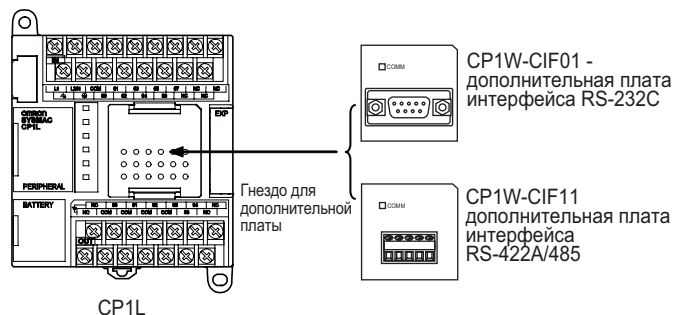 CP1W-CIF01 -
дополнительная плата
интерфейса RS-232C
COMM
OMRON
SYSMAC
CP1L
EXP
PERIPHERAL
BATTERY
OUT
Гнездо для
дополнительной
платы
CP1W-CIF11
дополнительная плата
интерфейса
RS-422A/485
COMM
CP1L